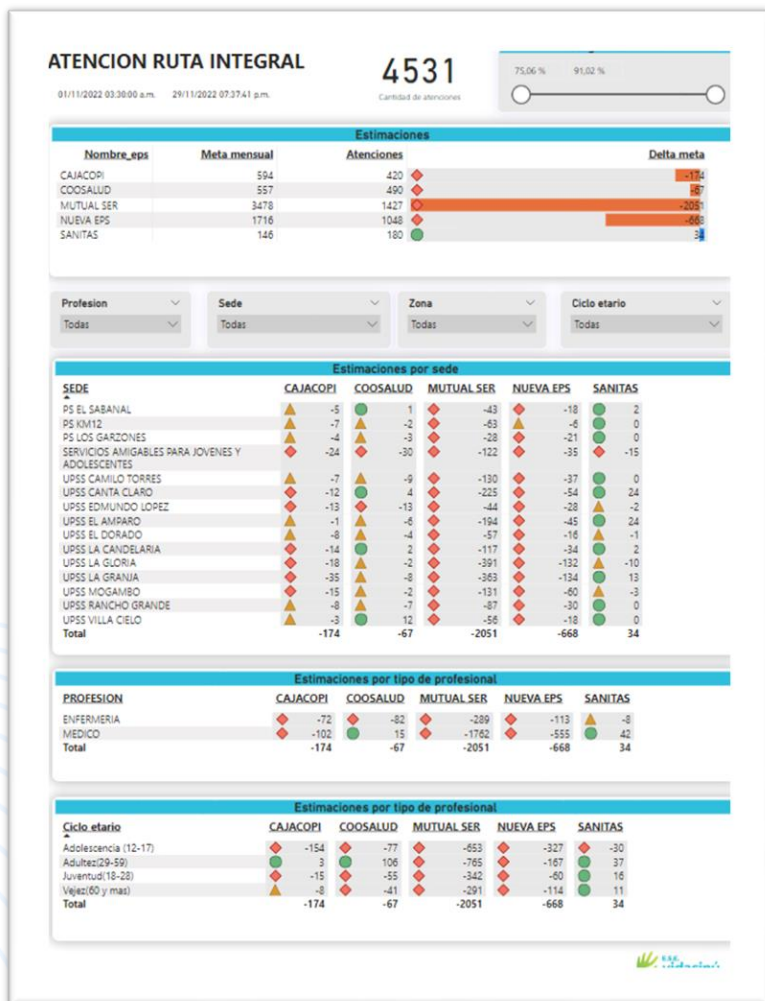 ATENCION RUTA INTEGRAL
4531
Cantidad de atenciones
75,06 % 91,02 %
01/11/2022 03:30:00 a.m. 29/11/2022 07:37:41 p.m.
Estimaciones
Nombre_eps Meta mensual Atenciones Delta meta
CAJACOPI 594 420 -174
COOSALUD 557 490 -67
MUTUAL SER 3478 1427 -2051
NUEVA EPS 1716 1048 -668
SANITAS 146 180 34
Profesion Sede Zona Ciclo etario
Todas Todas Todas Todas
Estimaciones por sede
SEDE CAJACOPI COOSALUD MUTUAL SER NUEVA EPS SANITAS
PS EL SABANAL -5 1 -43 -18 2
PS KM12 -7 -2 -63 -6 0
PS LOS GARZONES -4 -3 -28 -21 0
SERVICIOS AMIGABLES PARA JOVENES Y -24 -30 -122 -35 -15
ADOLESCENTES
UPSS CAMILO TORRES -7 -9 -130 -37 0
UPSS CANTA CLARO -12 4 -225 -54 24
UPSS EDMUNDO LOPEZ -13 -13 -44 -28 -2
UPSS EL AMPARO -1 -6 -194 -45 24
UPSS EL DORADO -8 -4 -57 -16 -1
UPSS LA CANDELARIA -14 2 -117 -34 2
UPSS LA GLORIA -18 -2 -391 -132 -10
UPSS LA GRANJA -35 -8 -363 -134 13
UPSS MOGAMBO -15 -2 -131 -60 -3
UPSS RANCHO GRANDE -8 -7 -87 -30 0
UPSS VILLA CIELO -3 12 -56 -18 0
Total -174 -67 -2051 -668 34
Estimaciones por tipo de profesional
PROFESION CAJACOPI COOSALUD MUTUAL SER NUEVA EPS SANITAS
ENFERMERIA -72 -82 -289 -113 -8
MEDICO -102 15 -1762 -555 42
Total -174 -67 -2051 -668 34
Estimaciones por tipo de profesional
Ciclo etario CAJACOPI COOSALUD MUTUAL SER NUEVA EPS SANITAS
Adolescencia (12-17) -154 -77 -653 -327 -30
Adultez(29-59) 3 106 -765 -167 37
Juventud(18-28) -15 -55 -342 -60 16
Vejez(60 y mas) -8 -41 -291 -114 11
Total -174 -67 -2051 -668 34